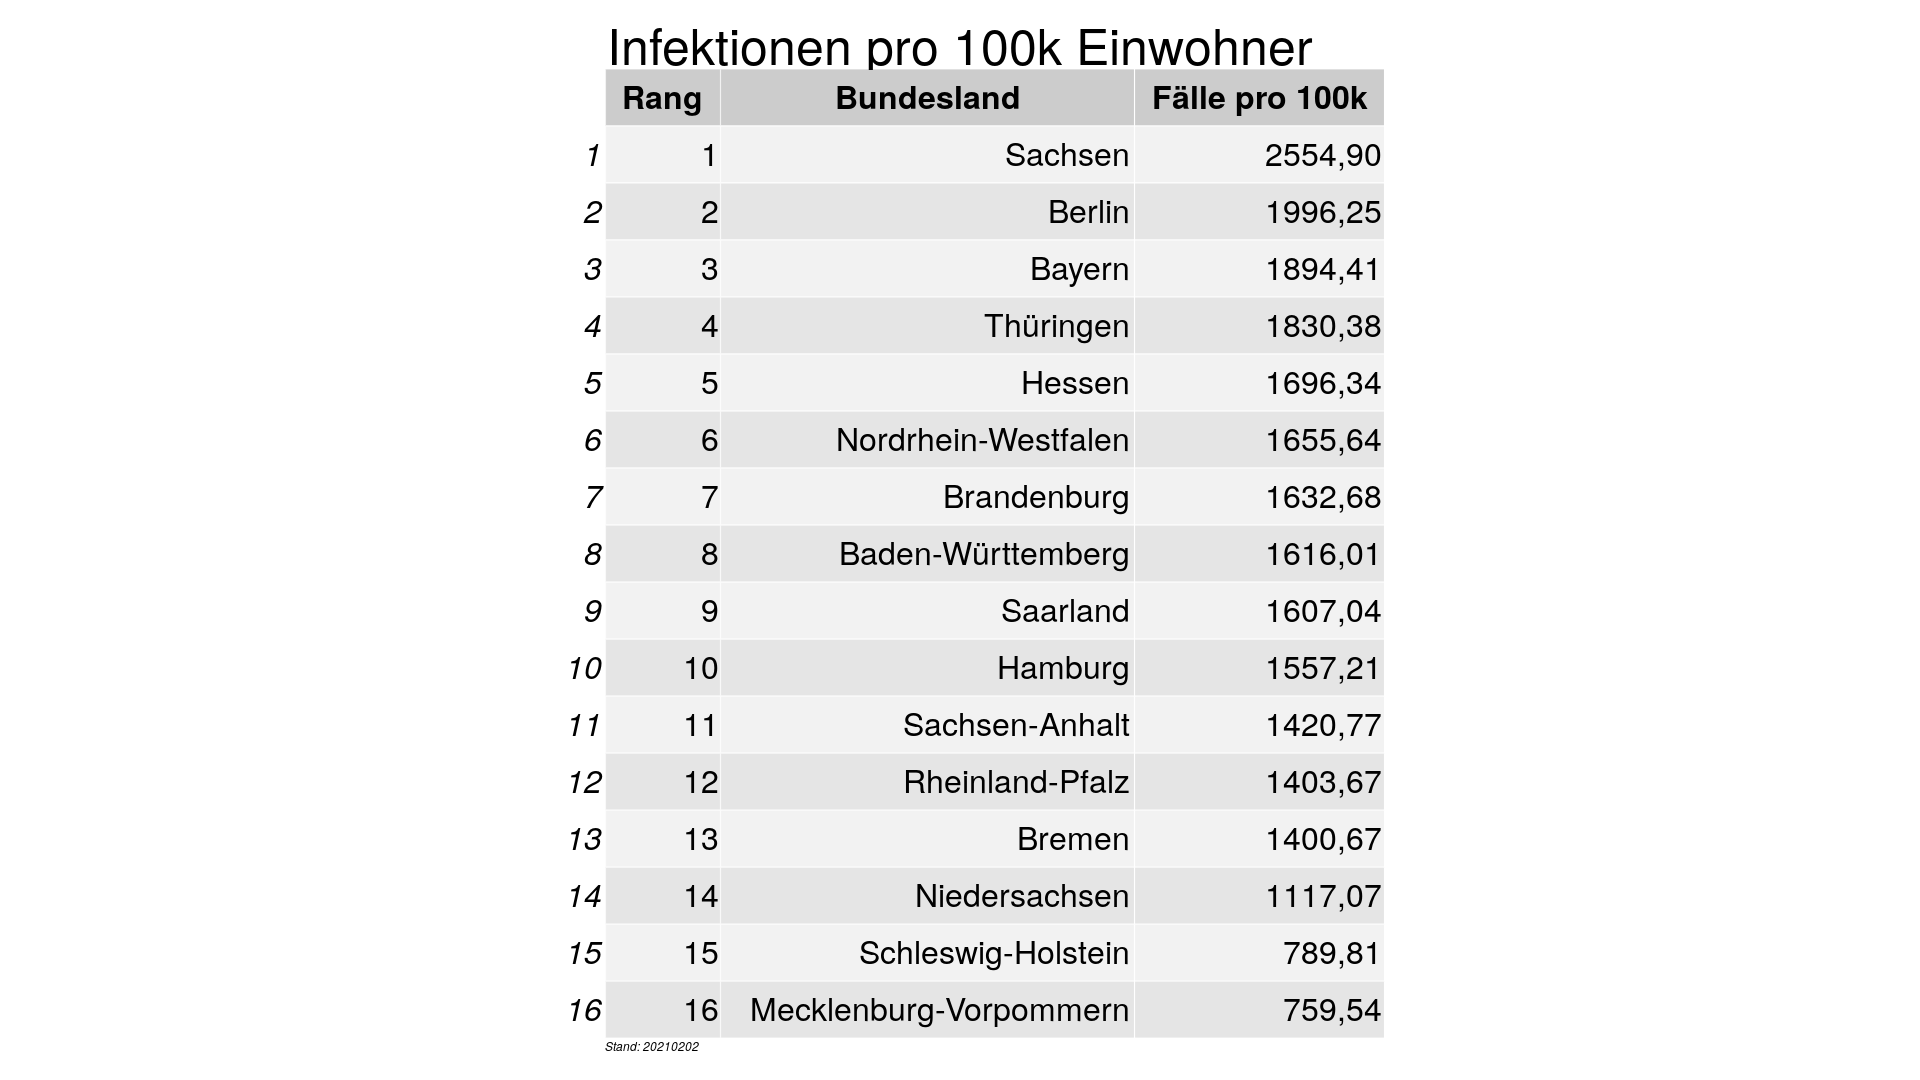 Infektionen pro 100k Einwohner
Rang Bundesland Fälle pro 100k
1 1 Sachsen 2554,90
2 2 Berlin 1996,25
3 3 Bayern 1894,41
4 4 Thüringen 1830,38
5 5 Hessen 1696,34
6 6 Nordrhein-Westfalen 1655,64
7 7 Brandenburg 1632,68
8 8 Baden-Württemberg 1616,01
9 9 Saarland 1607,04
10 10 Hamburg 1557,21
11 11 Sachsen-Anhalt 1420,77
12 12 Rheinland-Pfalz 1403,67
13 13 Bremen 1400,67
14 14 Niedersachsen 1117,07
15 15 Schleswig-Holstein 789,81
16 16 Mecklenburg-Vorpommern 759,54
Stand: 20210202